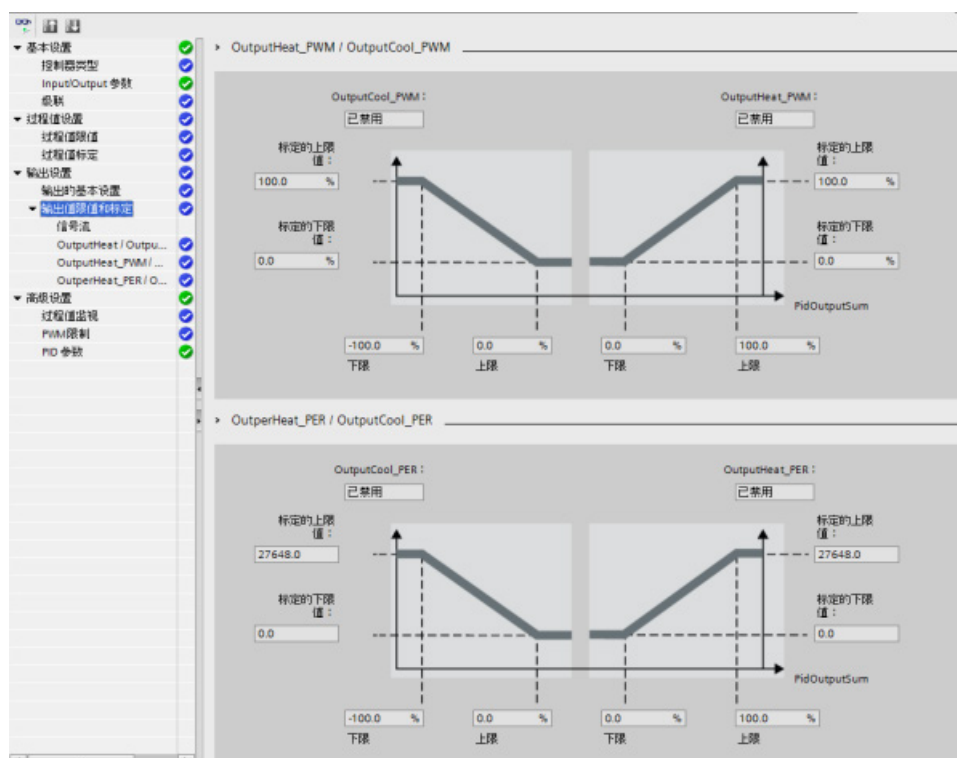 基本设置
控制器类型
Input/Output 参数
级联
过程值设置
过程值限值
过程值标定
输出设置
输出的基本设置
输出值限值和标定
信号流
OutputHeat / Outpu...
OutputHeat_PWM / ...
OutperHeat_PER / O...
高级设置
过程值监视
PWM限制
PID 参数
OutputHeat_PWM / OutputCool_PWM
OutputCool_PWM：
已禁用
OutputHeat_PWM：
已禁用
标定的上限
值：
100.0 %
标定的上限
值：
100.0 %
标定的下限
值：
0.0 %
标定的下限
值：
0.0 %
PidOutputSum
-100.0 %
0.0 %
0.0 %
100.0 %
下限
上限
下限
上限
OutperHeat_PER / OutputCool_PER
OutputCool_PER：
已禁用
OutputHeat_PER：
已禁用
标定的上限
值：
27648.0
标定的上限
值：
27648.0
标定的下限
值：
0.0
标定的下限
值：
0.0
PidOutputSum
-100.0 %
0.0 %
0.0 %
100.0 %
下限
上限
下限
上限